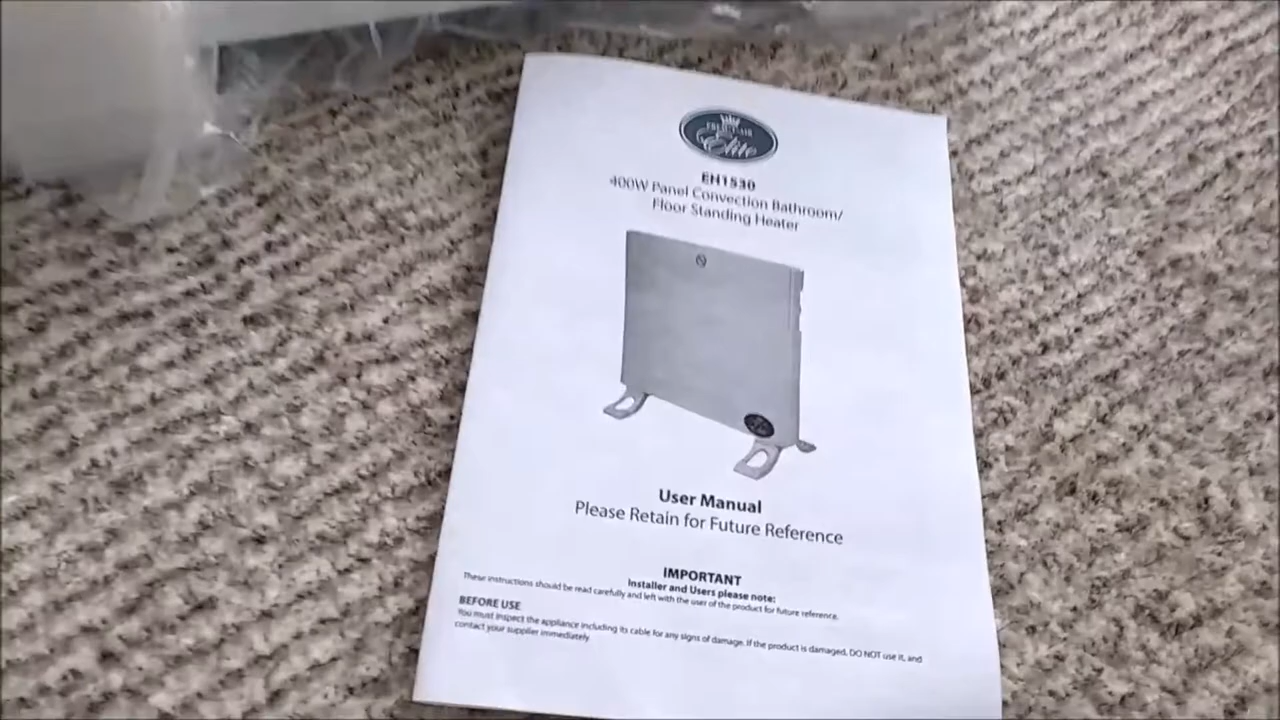 PREM-I-AIR
Elite
EH1530
400W Panel Convection Bathroom/
Floor Standing Heater
User Manual
Please Retain for Future Reference
IMPORTANT
Installer and Users please note:
These instructions should be read carefully and left with the user of the product for future reference.
BEFORE USE
You must inspect the appliance including its cable for any signs of damage. If the product is damaged, DO NOT use it, and
contact your supplier immediately.